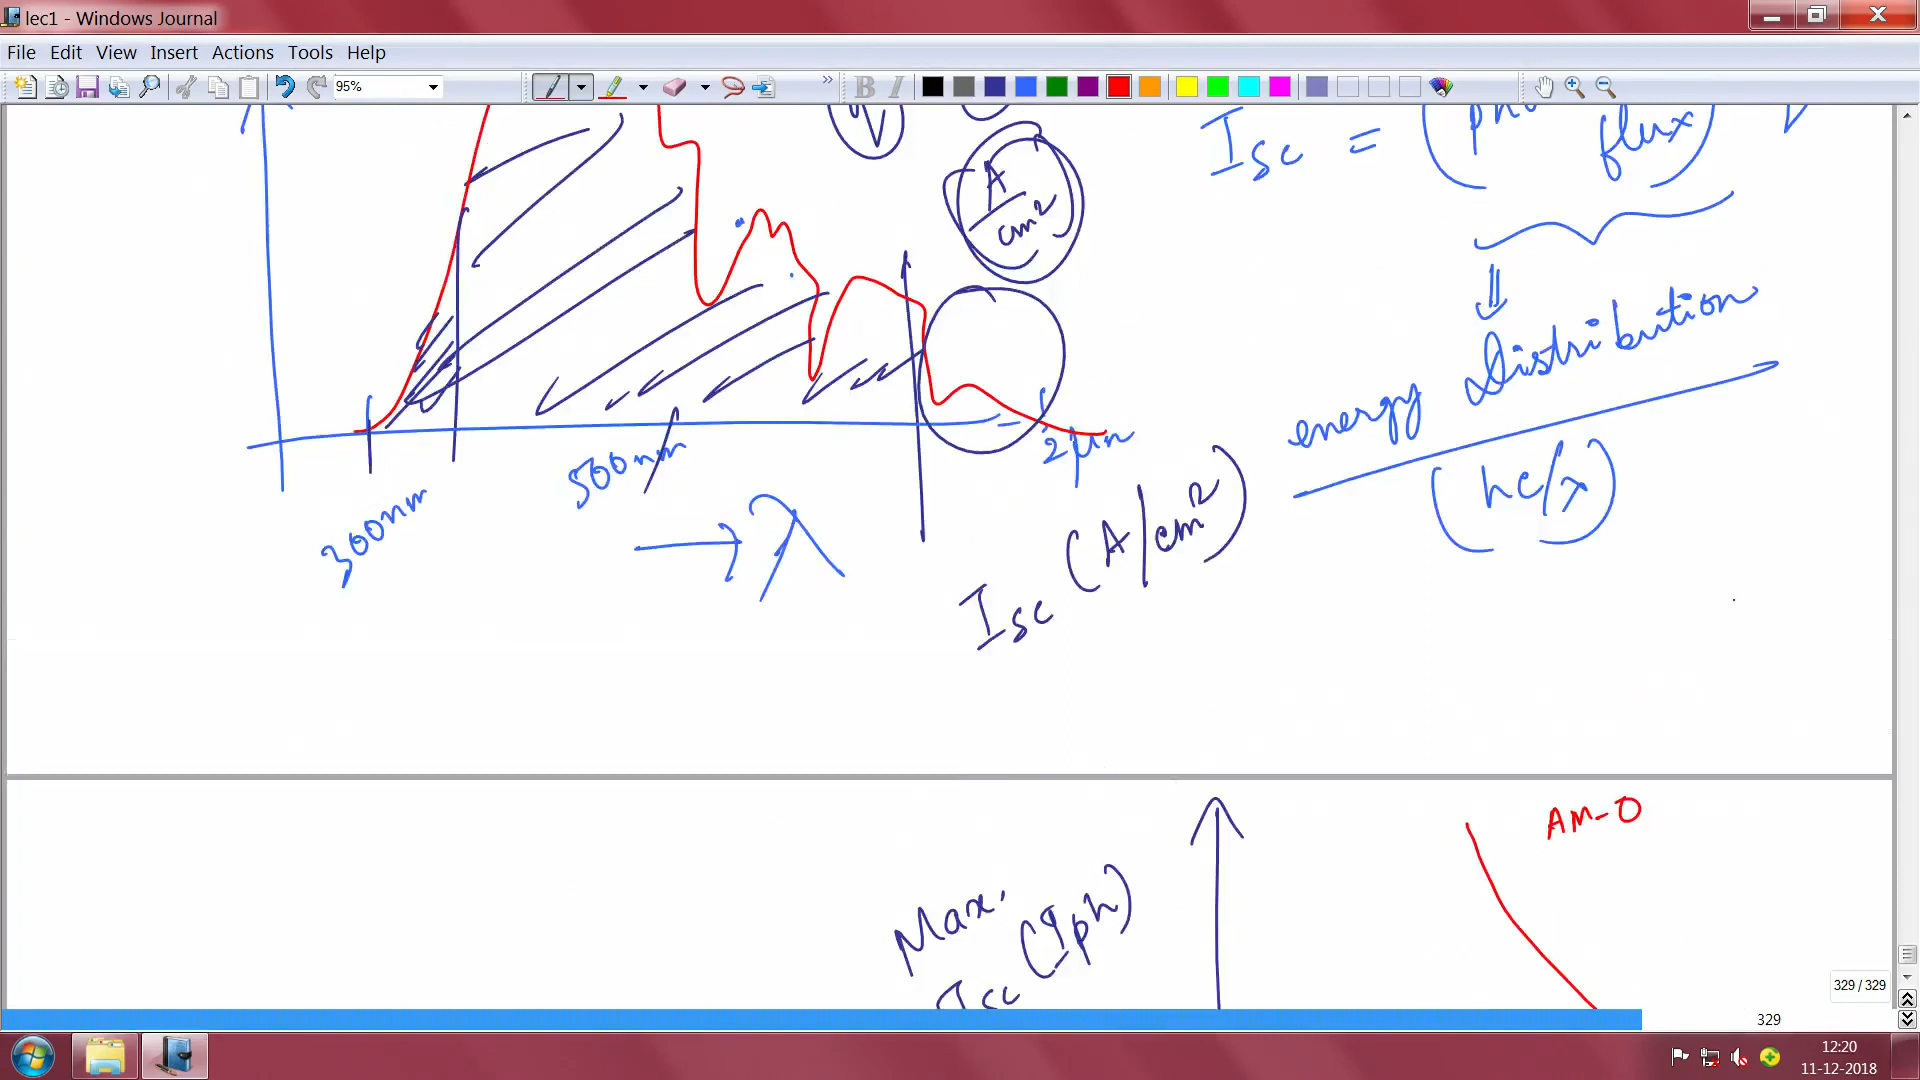 lec1 - Windows Journal
File Edit View Insert Actions Tools Help
95%
B I
Isc = ( flux )
A/cm²
energy distribution
(hc/λ)
300nm
500nm
2μm
→ λ
Isc (A/cm²)
AM-0
Max.
Isc (Iph)
329 / 329
329
12:20
11-12-2018